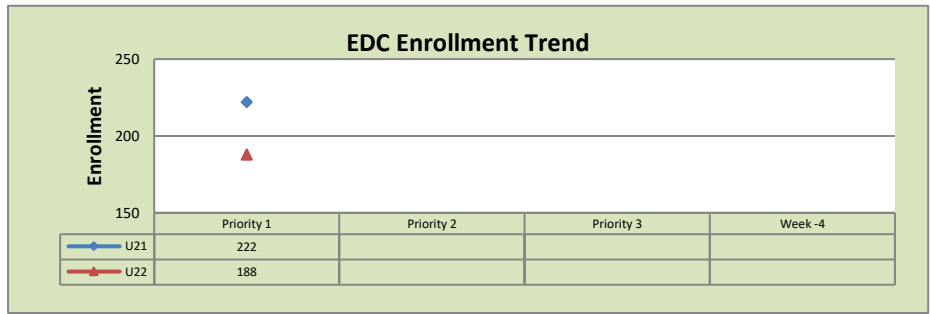 EDC Enrollment Trend
250
200
150
Enrollment
Priority 1 Priority 2 Priority 3 Week -4
U21 222
U22 188